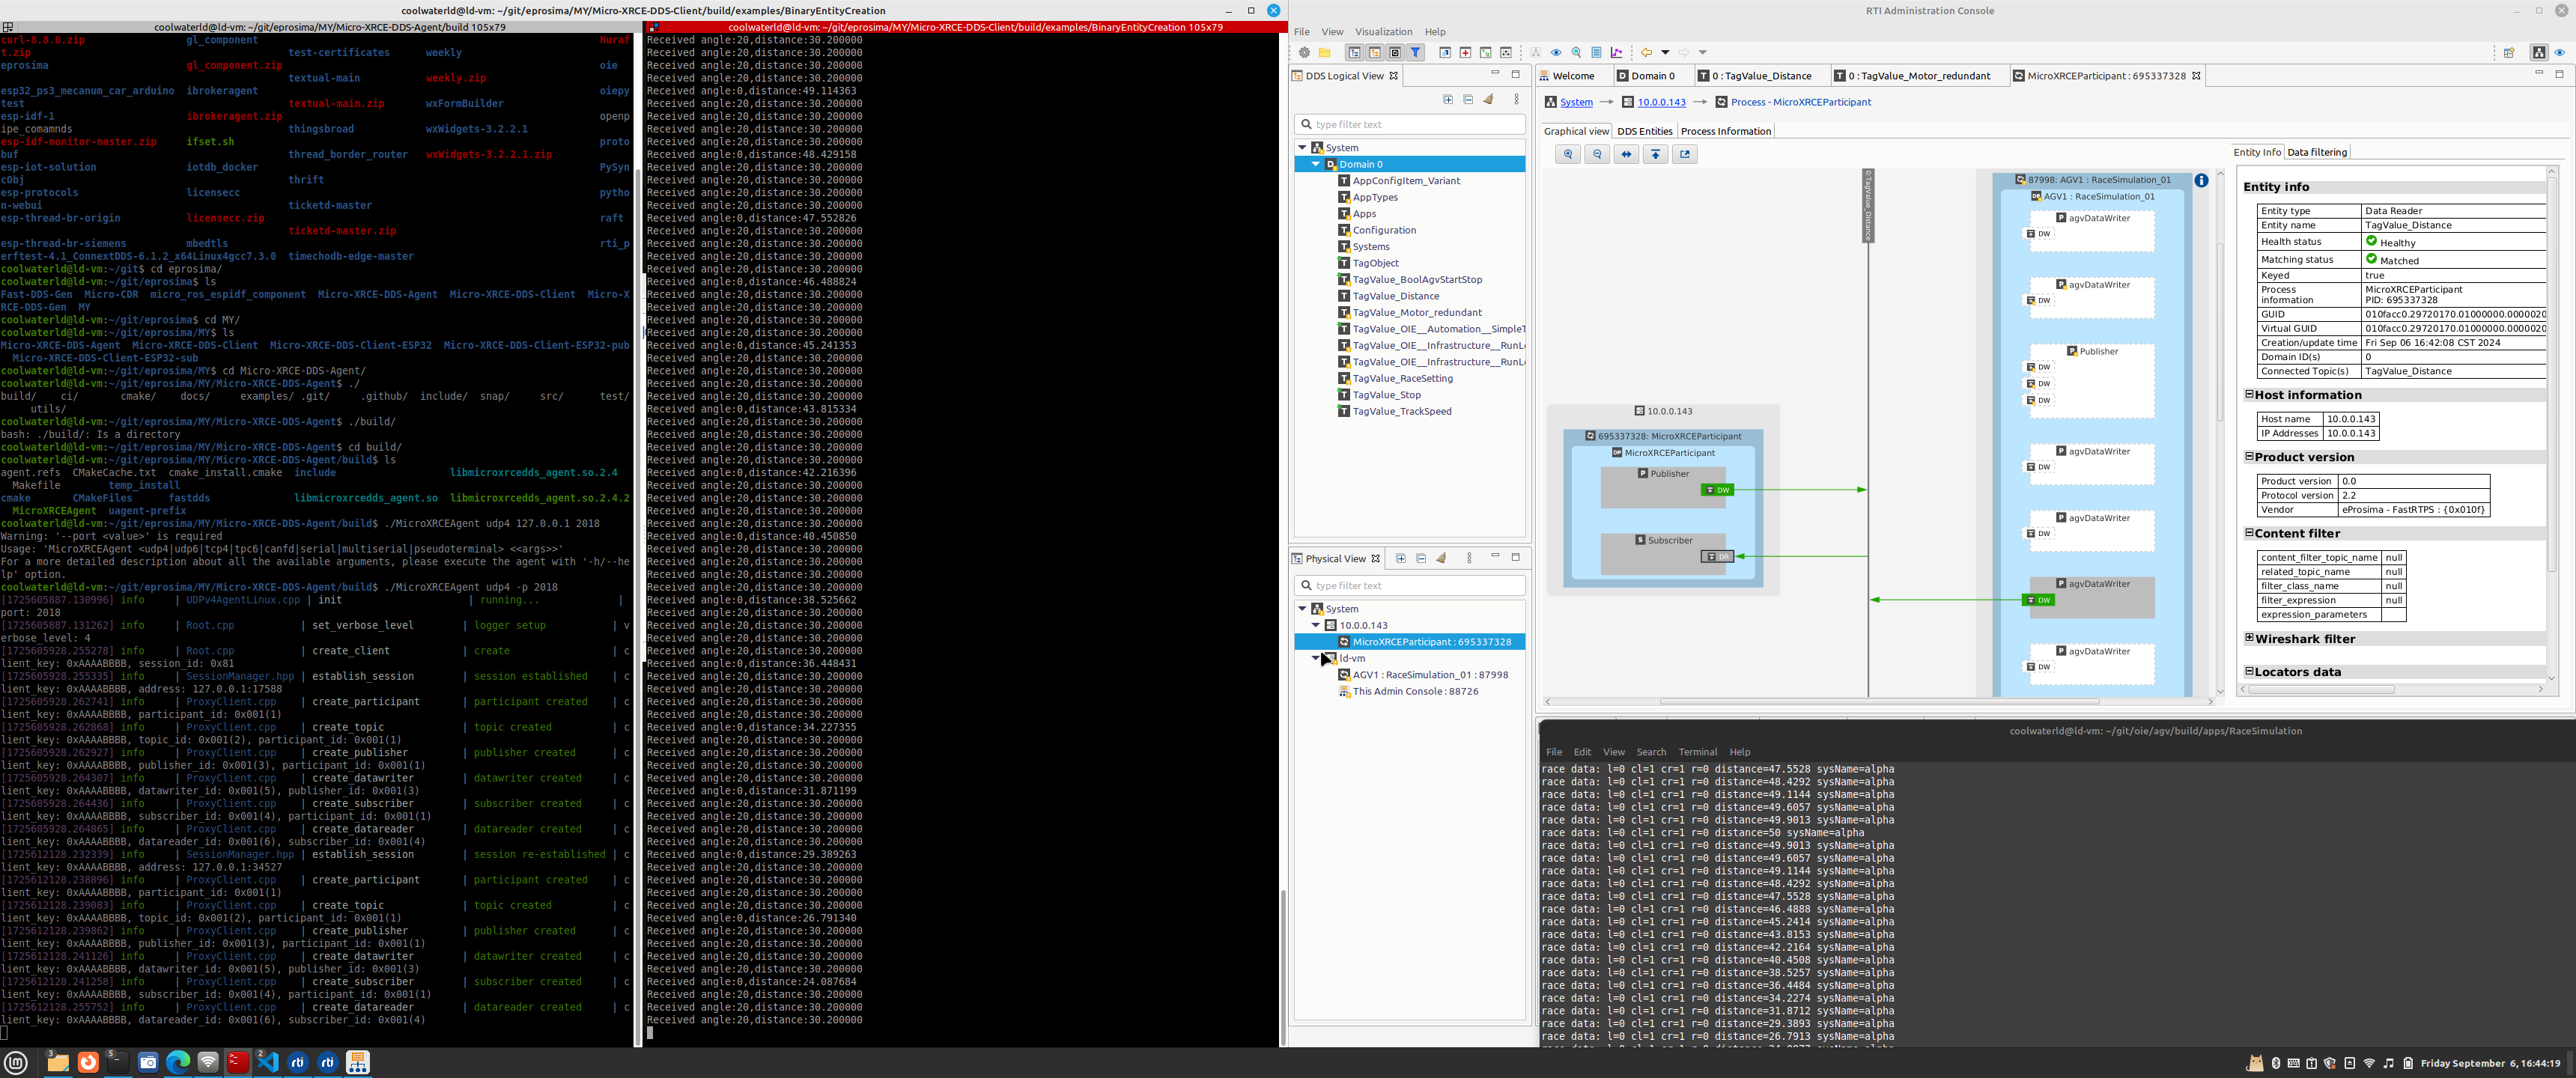 coolwaterld@ld-vm: ~/git/eprosima/MY/Micro-XRCE-DDS-Client/build/examples/BinaryEntityCreation
coolwaterld@ld-vm: ~/git/eprosima/MY/Micro-XRCE-DDS-Agent/build 105x79
curl-8.8.0.zip gl_component Nuraf
t.zip test-certificates weekly
eprosima gl_component.zip oie
textual-main weekly.zip
esp32_ps3_mecanum_car_arduino ibrokeragent oiepy
test textual-main.zip wxFormBuilder
esp-idf-1 ibrokeragent.zip openp
ipe_comamnds thingsbroad wxWidgets-3.2.2.1
esp-idf-monitor-master.zip ifset.sh proto
buf thread_border_router wxWidgets-3.2.2.1.zip
esp-iot-solution iotdb_docker PySyn
cObj thrift
esp-protocols licensecc pytho
n-webui ticketd-master
esp-thread-br-origin licensecc.zip raft
ticketd-master.zip
esp-thread-br-siemens mbedtls rti_p
erftest-4.1_ConnextDDS-6.1.2_x64Linux4gcc7.3.0 timechodb-edge-master
coolwaterld@ld-vm:~/git$ cd eprosima/
coolwaterld@ld-vm:~/git/eprosima$ ls
Fast-DDS-Gen Micro-CDR micro_ros_espidf_component Micro-XRCE-DDS-Agent Micro-XRCE-DDS-Client Micro-X
RCE-DDS-Gen MY
coolwaterld@ld-vm:~/git/eprosima$ cd MY/
coolwaterld@ld-vm:~/git/eprosima/MY$ ls
Micro-XRCE-DDS-Agent Micro-XRCE-DDS-Client Micro-XRCE-DDS-Client-ESP32 Micro-XRCE-DDS-Client-ESP32-pub
Micro-XRCE-DDS-Client-ESP32-sub
coolwaterld@ld-vm:~/git/eprosima/MY$ cd Micro-XRCE-DDS-Agent/
coolwaterld@ld-vm:~/git/eprosima/MY/Micro-XRCE-DDS-Agent$ ./
build/ ci/ cmake/ docs/ examples/ .git/ .github/ include/ snap/ src/ test/
utils/
coolwaterld@ld-vm:~/git/eprosima/MY/Micro-XRCE-DDS-Agent$ ./build/
bash: ./build/: Is a directory
coolwaterld@ld-vm:~/git/eprosima/MY/Micro-XRCE-DDS-Agent$ cd build/
coolwaterld@ld-vm:~/git/eprosima/MY/Micro-XRCE-DDS-Agent/build$ ls
agent.refs CMakeCache.txt cmake_install.cmake include libmicroxrcedds_agent.so.2.4
Makefile temp_install
cmake CMakeFiles fastdds libmicroxrcedds_agent.so libmicroxrcedds_agent.so.2.4.2
MicroXRCEAgent uagent-prefix
coolwaterld@ld-vm:~/git/eprosima/MY/Micro-XRCE-DDS-Agent/build$ ./MicroXRCEAgent udp4 127.0.0.1 2018
Warning: '--port <value>' is required
Usage: 'MicroXRCEAgent <udp4|udp6|tcp4|tpc6|canfd|serial|multiserial|pseudoterminal> <<args>>'
For a more detailed description about all the available arguments, please execute the agent with '-h/--he
lp' option.
coolwaterld@ld-vm:~/git/eprosima/MY/Micro-XRCE-DDS-Agent/build$ ./MicroXRCEAgent udp4 -p 2018
[1725605887.130996] info | UDPv4AgentLinux.cpp | init | running... |
port: 2018
[1725605887.131262] info | Root.cpp | set_verbose_level | logger setup | v
erbose_level: 4
[1725605928.255278] info | Root.cpp | create_client | create | c
lient_key: 0xAAAABBBB, session_id: 0x81
[1725605928.255335] info | SessionManager.hpp | establish_session | session established | c
lient_key: 0xAAAABBBB, address: 127.0.0.1:17588
[1725605928.262741] info | ProxyClient.cpp | create_participant | participant created | c
lient_key: 0xAAAABBBB, participant_id: 0x001(1)
[1725605928.262868] info | ProxyClient.cpp | create_topic | topic created | c
lient_key: 0xAAAABBBB, topic_id: 0x001(2), participant_id: 0x001(1)
[1725605928.262927] info | ProxyClient.cpp | create_publisher | publisher created | c
lient_key: 0xAAAABBBB, publisher_id: 0x001(3), participant_id: 0x001(1)
[1725605928.264307] info | ProxyClient.cpp | create_datawriter | datawriter created | c
lient_key: 0xAAAABBBB, datawriter_id: 0x001(5), publisher_id: 0x001(3)
[1725605928.264436] info | ProxyClient.cpp | create_subscriber | subscriber created | c
lient_key: 0xAAAABBBB, subscriber_id: 0x001(4), participant_id: 0x001(1)
[1725605928.264865] info | ProxyClient.cpp | create_datareader | datareader created | c
lient_key: 0xAAAABBBB, datareader_id: 0x001(6), subscriber_id: 0x001(4)
[1725612128.232339] info | SessionManager.hpp | establish_session | session re-established | c
lient_key: 0xAAAABBBB, address: 127.0.0.1:34527
[1725612128.238896] info | ProxyClient.cpp | create_participant | participant created | c
lient_key: 0xAAAABBBB, participant_id: 0x001(1)
[1725612128.239083] info | ProxyClient.cpp | create_topic | topic created | c
lient_key: 0xAAAABBBB, topic_id: 0x001(2), participant_id: 0x001(1)
[1725612128.239862] info | ProxyClient.cpp | create_publisher | publisher created | c
lient_key: 0xAAAABBBB, publisher_id: 0x001(3), participant_id: 0x001(1)
[1725612128.241126] info | ProxyClient.cpp | create_datawriter | datawriter created | c
lient_key: 0xAAAABBBB, datawriter_id: 0x001(5), publisher_id: 0x001(3)
[1725612128.241258] info | ProxyClient.cpp | create_subscriber | subscriber created | c
lient_key: 0xAAAABBBB, subscriber_id: 0x001(4), participant_id: 0x001(1)
[1725612128.255752] info | ProxyClient.cpp | create_datareader | datareader created | c
lient_key: 0xAAAABBBB, datareader_id: 0x001(6), subscriber_id: 0x001(4)
coolwaterld@ld-vm: ~/git/eprosima/MY/Micro-XRCE-DDS-Client/build/examples/BinaryEntityCreation 105x79
Received angle:20,distance:30.200000
Received angle:20,distance:30.200000
Received angle:20,distance:30.200000
Received angle:20,distance:30.200000
Received angle:0,distance:49.114363
Received angle:20,distance:30.200000
Received angle:20,distance:30.200000
Received angle:20,distance:30.200000
Received angle:20,distance:30.200000
Received angle:0,distance:48.429158
Received angle:20,distance:30.200000
Received angle:20,distance:30.200000
Received angle:20,distance:30.200000
Received angle:20,distance:30.200000
Received angle:0,distance:47.552826
Received angle:20,distance:30.200000
Received angle:20,distance:30.200000
Received angle:20,distance:30.200000
Received angle:20,distance:30.200000
Received angle:0,distance:46.488824
Received angle:20,distance:30.200000
Received angle:20,distance:30.200000
Received angle:20,distance:30.200000
Received angle:20,distance:30.200000
Received angle:0,distance:45.241353
Received angle:20,distance:30.200000
Received angle:20,distance:30.200000
Received angle:20,distance:30.200000
Received angle:20,distance:30.200000
Received angle:0,distance:43.815334
Received angle:20,distance:30.200000
Received angle:20,distance:30.200000
Received angle:20,distance:30.200000
Received angle:20,distance:30.200000
Received angle:0,distance:42.216396
Received angle:20,distance:30.200000
Received angle:20,distance:30.200000
Received angle:20,distance:30.200000
Received angle:20,distance:30.200000
Received angle:0,distance:40.450850
Received angle:20,distance:30.200000
Received angle:20,distance:30.200000
Received angle:20,distance:30.200000
Received angle:20,distance:30.200000
Received angle:0,distance:38.525662
Received angle:20,distance:30.200000
Received angle:20,distance:30.200000
Received angle:20,distance:30.200000
Received angle:20,distance:30.200000
Received angle:0,distance:36.448431
Received angle:20,distance:30.200000
Received angle:20,distance:30.200000
Received angle:20,distance:30.200000
Received angle:20,distance:30.200000
Received angle:0,distance:34.227355
Received angle:20,distance:30.200000
Received angle:20,distance:30.200000
Received angle:20,distance:30.200000
Received angle:20,distance:30.200000
Received angle:0,distance:31.871199
Received angle:20,distance:30.200000
Received angle:20,distance:30.200000
Received angle:20,distance:30.200000
Received angle:20,distance:30.200000
Received angle:0,distance:29.389263
Received angle:20,distance:30.200000
Received angle:20,distance:30.200000
Received angle:20,distance:30.200000
Received angle:20,distance:30.200000
Received angle:0,distance:26.791340
Received angle:20,distance:30.200000
Received angle:20,distance:30.200000
Received angle:20,distance:30.200000
Received angle:20,distance:30.200000
Received angle:0,distance:24.087684
Received angle:20,distance:30.200000
Received angle:20,distance:30.200000
Received angle:20,distance:30.200000
RTI Administration Console
File View Visualization Help
DDS Logical View
type filter text
System
Domain 0
AppConfigItem_Variant
AppTypes
Apps
Configuration
Systems
TagObject
TagValue_BoolAgvStartStop
TagValue_Distance
TagValue_Motor_redundant
TagValue_OIE__Automation__SimpleT
TagValue_OIE__Infrastructure__RunLo
TagValue_OIE__Infrastructure__RunLo
TagValue_RaceSetting
TagValue_Stop
TagValue_TrackSpeed
Physical View
type filter text
System
10.0.0.143
MicroXRCEParticipant : 695337328
ld-vm
AGV1 : RaceSimulation_01 : 87998
This Admin Console : 88726
Welcome Domain 0 0 : TagValue_Distance 0 : TagValue_Motor_redundant MicroXRCEParticipant : 695337328
System 10.0.0.143 Process - MicroXRCEParticipant
Graphical view DDS Entities Process Information
0:TagValue_Distance
10.0.0.143
695337328: MicroXRCEParticipant
MicroXRCEParticipant
Publisher
DW
Subscriber
DR
87998: AGV1 : RaceSimulation_01
AGV1 : RaceSimulation_01
agvDataWriter
DW
agvDataWriter
DW
Publisher
DW
DW
DW
agvDataWriter
DW
agvDataWriter
DW
agvDataWriter
DW
agvDataWriter
DW
Entity Info Data filtering
Entity info
Entity type Data Reader
Entity name TagValue_Distance
Health status Healthy
Matching status Matched
Keyed true
Process information MicroXRCEParticipant
PID: 695337328
GUID 010facc0.29720170.01000000.0000020
Virtual GUID 010facc0.29720170.01000000.0000020
Creation/update time Fri Sep 06 16:42:08 CST 2024
Domain ID(s) 0
Connected Topic(s) TagValue_Distance
Host information
Host name 10.0.0.143
IP Addresses 10.0.0.143
Product version
Product version 0.0
Protocol version 2.2
Vendor eProsima - FastRTPS : {0x010f}
Content filter
content_filter_topic_name null
related_topic_name null
filter_class_name null
filter_expression null
expression_parameters
Wireshark filter
Locators data
coolwaterld@ld-vm: ~/git/oie/agv/build/apps/RaceSimulation
File Edit View Search Terminal Help
race data: l=0 cl=1 cr=1 r=0 distance=47.5528 sysName=alpha
race data: l=0 cl=1 cr=1 r=0 distance=48.4292 sysName=alpha
race data: l=0 cl=1 cr=1 r=0 distance=49.1144 sysName=alpha
race data: l=0 cl=1 cr=1 r=0 distance=49.6057 sysName=alpha
race data: l=0 cl=1 cr=1 r=0 distance=49.9013 sysName=alpha
race data: l=0 cl=1 cr=1 r=0 distance=50 sysName=alpha
race data: l=0 cl=1 cr=1 r=0 distance=49.9013 sysName=alpha
race data: l=0 cl=1 cr=1 r=0 distance=49.6057 sysName=alpha
race data: l=0 cl=1 cr=1 r=0 distance=49.1144 sysName=alpha
race data: l=0 cl=1 cr=1 r=0 distance=48.4292 sysName=alpha
race data: l=0 cl=1 cr=1 r=0 distance=47.5528 sysName=alpha
race data: l=0 cl=1 cr=1 r=0 distance=46.4888 sysName=alpha
race data: l=0 cl=1 cr=1 r=0 distance=45.2414 sysName=alpha
race data: l=0 cl=1 cr=1 r=0 distance=43.8153 sysName=alpha
race data: l=0 cl=1 cr=1 r=0 distance=42.2164 sysName=alpha
race data: l=0 cl=1 cr=1 r=0 distance=40.4508 sysName=alpha
race data: l=0 cl=1 cr=1 r=0 distance=38.5257 sysName=alpha
race data: l=0 cl=1 cr=1 r=0 distance=36.4484 sysName=alpha
race data: l=0 cl=1 cr=1 r=0 distance=34.2274 sysName=alpha
race data: l=0 cl=1 cr=1 r=0 distance=31.8712 sysName=alpha
race data: l=0 cl=1 cr=1 r=0 distance=29.3893 sysName=alpha
race data: l=0 cl=1 cr=1 r=0 distance=26.7913 sysName=alpha
3 5 2 rti rti
Friday September 6, 16:44:19